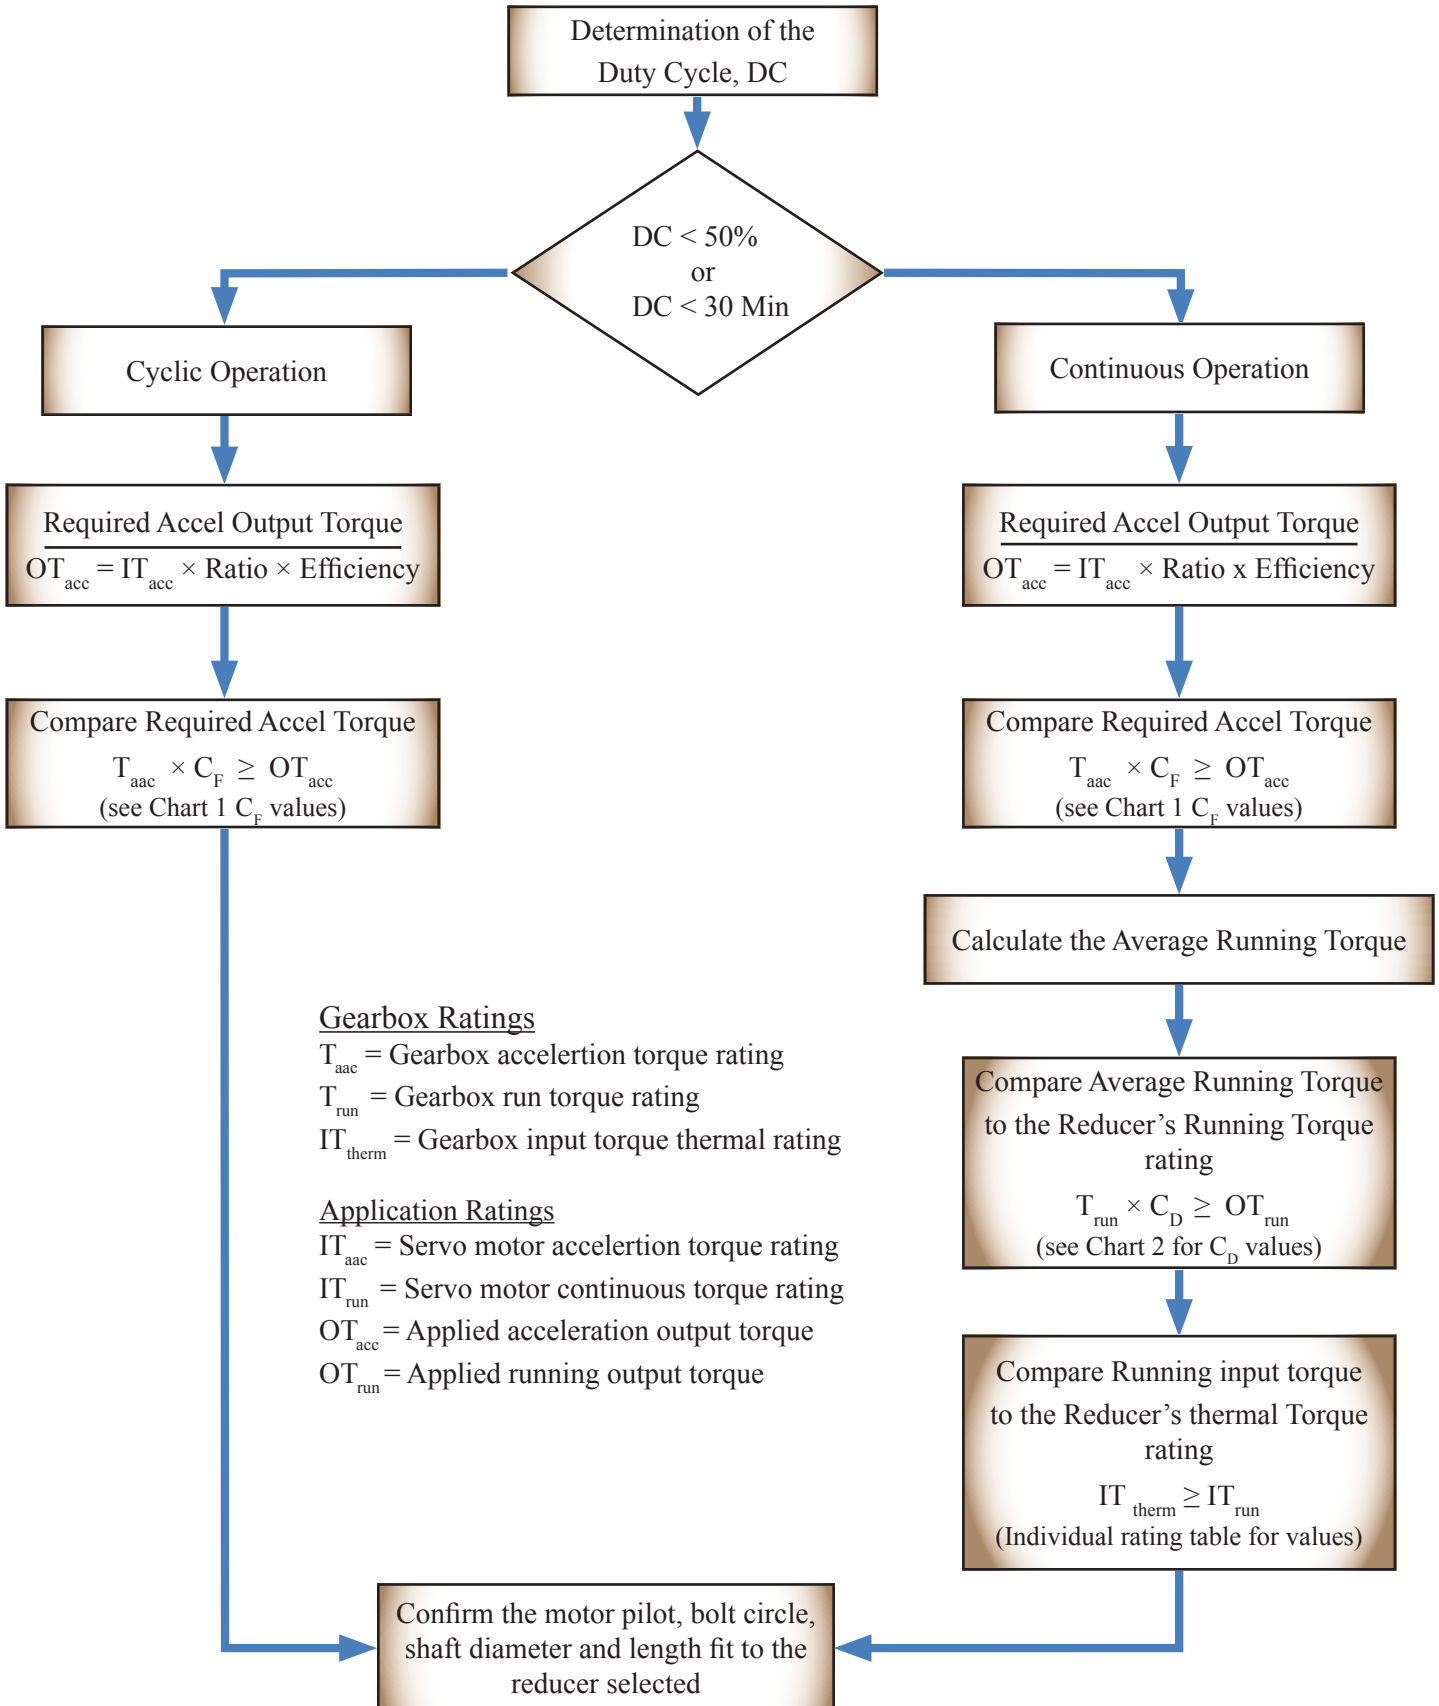 Determination of the
Duty Cycle, DC
DC < 50%
or
DC < 30 Min
Cyclic Operation
Required Accel Output Torque
OTacc = ITacc × Ratio × Efficiency
Compare Required Accel Torque
Taac × CF ≥ OTacc
(see Chart 1 CF values)
Continuous Operation
Required Accel Output Torque
OTacc = ITacc × Ratio x Efficiency
Compare Required Accel Torque
Taac × CF ≥ OTacc
(see Chart 1 CF values)
Calculate the Average Running Torque
Compare Average Running Torque
to the Reducer’s Running Torque
rating
Trun × CD ≥ OTrun
(see Chart 2 for CD values)
Compare Running input torque
to the Reducer’s thermal Torque
rating
IT therm ≥ ITrun
(Individual rating table for values)
Gearbox Ratings
Taac = Gearbox accelertion torque rating
Trun = Gearbox run torque rating
ITtherm = Gearbox input torque thermal rating
Application Ratings
ITaac = Servo motor accelertion torque rating
ITrun = Servo motor continuous torque rating
OTacc = Applied acceleration output torque
OTrun = Applied running output torque
Confirm the motor pilot, bolt circle,
shaft diameter and length fit to the
reducer selected